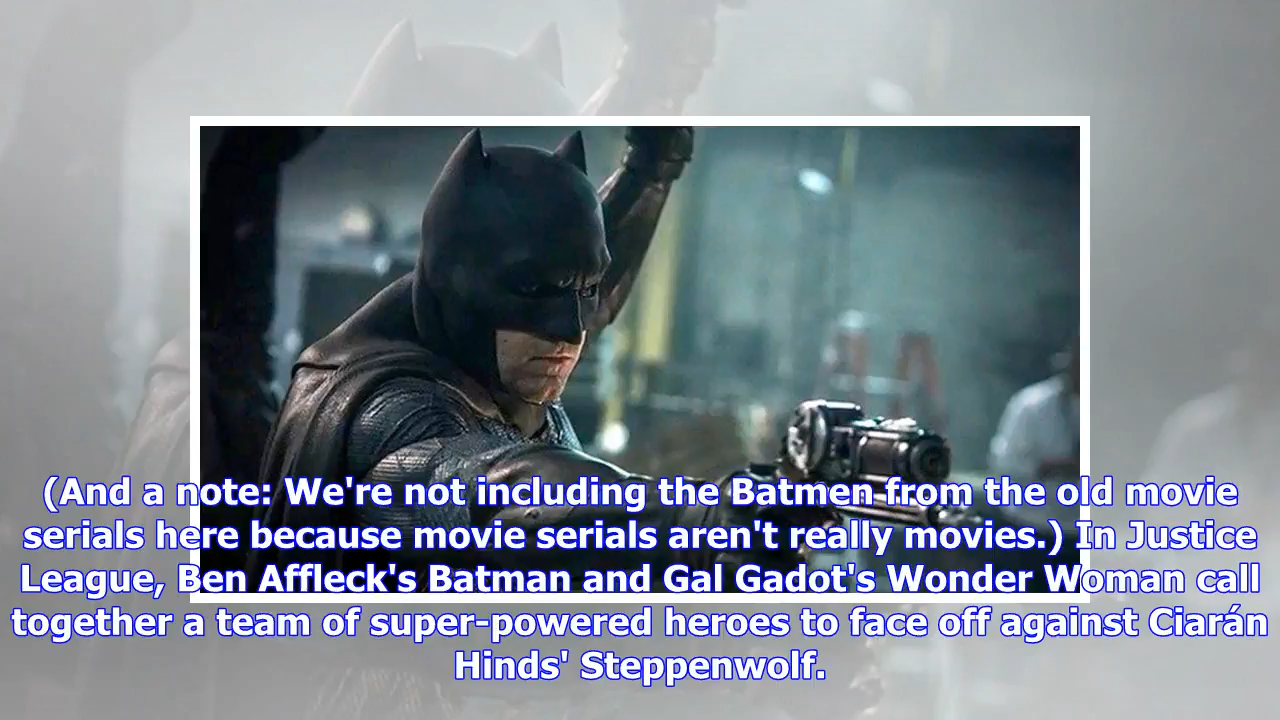 (And a note: We're not including the Batmen from the old movie
serials here because movie serials aren't really movies.) In Justice
League, Ben Affleck's Batman and Gal Gadot's Wonder Woman call
together a team of super-powered heroes to face off against Ciarán
Hinds' Steppenwolf.